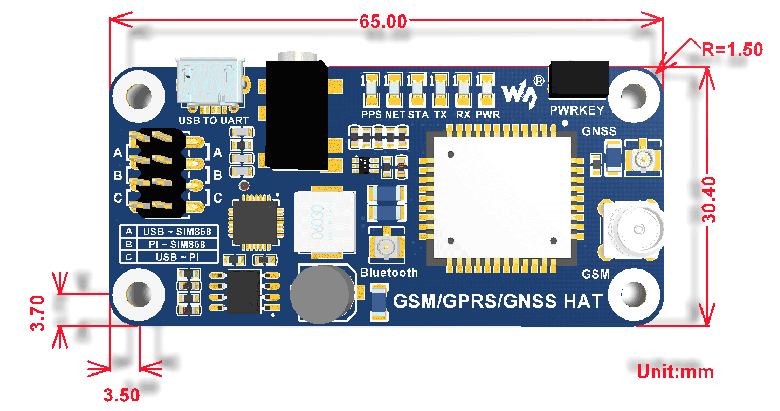 65.00
R=1.50
USB TO UART
PPS NET STA TX RX PWR
®
PWRKEY
GNSS
A A
B B
C C
30.40
A USB ~ SIM868
B PI ~ SIM868
C USB ~ PI
Bluetooth
GSM
GSM/GPRS/GNSS HAT
3.70
3.50
Unit:mm